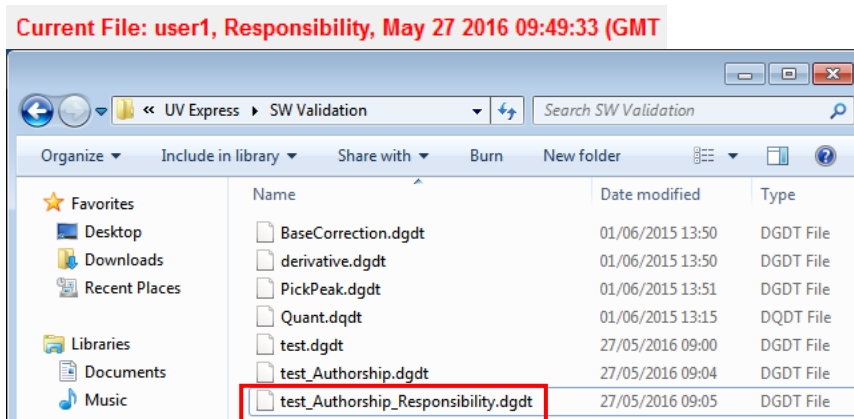 Current File: user1, Responsibility, May 27 2016 09:49:33 (GMT
« UV Express ▸ SW Validation Search SW Validation
Organize ▾ Include in library ▾ Share with ▾ Burn New folder
Favorites
Desktop
Downloads
Recent Places
Libraries
Documents
Music
Name Date modified Type
BaseCorrection.dgdt 01/06/2015 13:50 DGDT File
derivative.dgdt 01/06/2015 13:50 DGDT File
PickPeak.dgdt 01/06/2015 13:51 DGDT File
Quant.dqdt 01/06/2015 13:15 DQDT File
test.dgdt 27/05/2016 09:00 DGDT File
test_Authorship.dgdt 27/05/2016 09:04 DGDT File
test_Authorship_Responsibility.dgdt 27/05/2016 09:05 DGDT File